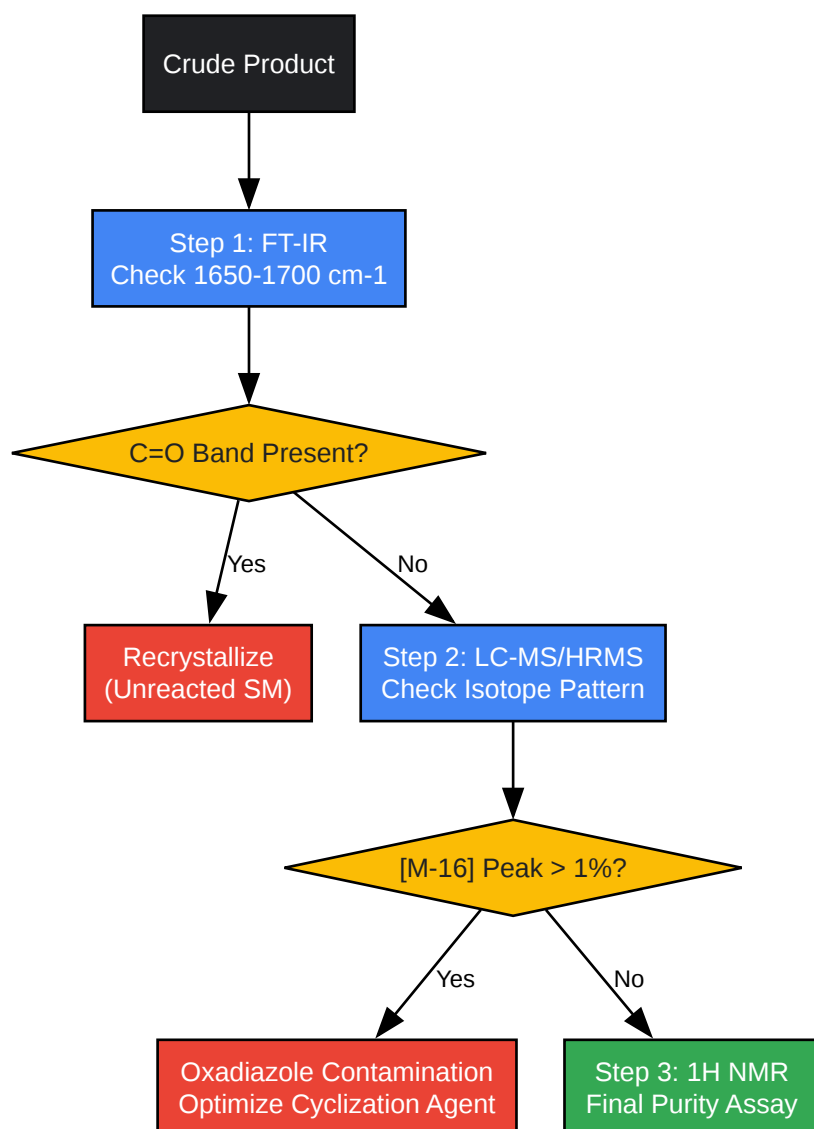 Crude Product
Step 1: FT-IR
Check 1650-1700 cm-1
C=O Band Present?
Yes
No
Recrystallize
(Unreacted SM)
Step 2: LC-MS/HRMS
Check Isotope Pattern
[M-16] Peak > 1%?
Yes
No
Oxadiazole Contamination
Optimize Cyclization Agent
Step 3: 1H NMR
Final Purity Assay